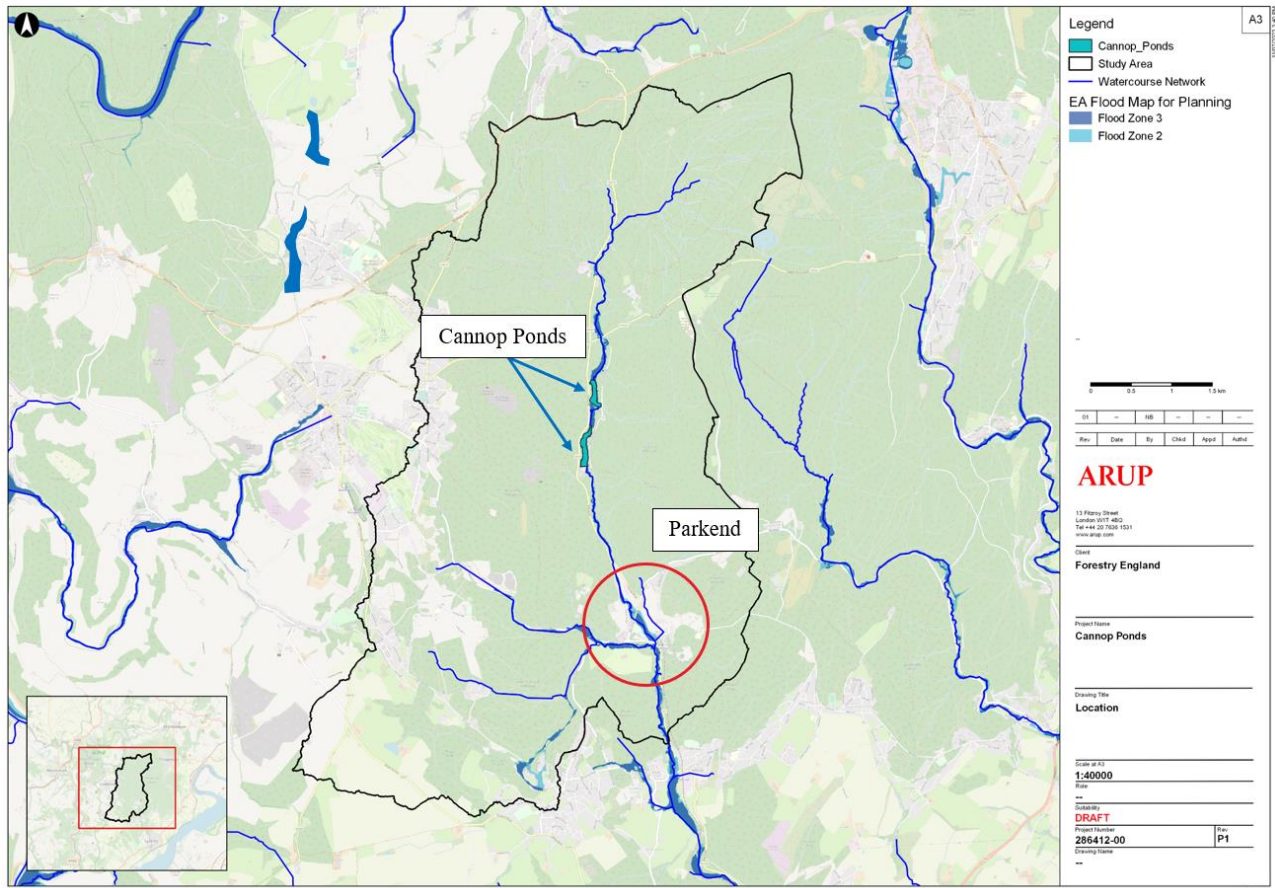 Cannop Ponds
Parkend
Legend
A3
Cannop_Ponds
Study Area
Watercourse Network
EA Flood Map for Planning
Flood Zone 3
Flood Zone 2
0 0.5 1 1.5 km
01 -- NB -- -- --
Rev Date By Chkd Appd Authd
ARUP
13 Fitzroy Street
London W1T 4BQ
Tel +44 20 7636 1531
www.arup.com
Client
Forestry England
Project Name
Cannop Ponds
Drawing Title
Location
Scale at A3
1:40000
Role
--
Suitability
DRAFT
Project Number Rev
286412-00 P1
Drawing Name
--